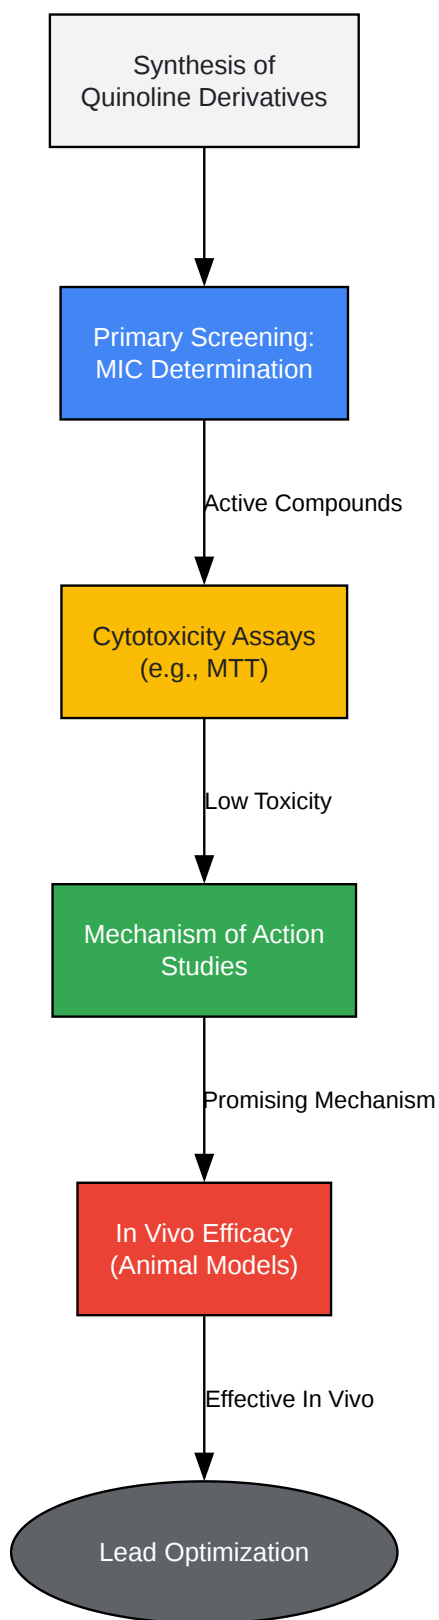 Synthesis of
Quinoline Derivatives
Primary Screening:
MIC Determination
Active Compounds
Cytotoxicity Assays
(e.g., MTT)
Low Toxicity
Mechanism of Action
Studies
Promising Mechanism
In Vivo Efficacy
(Animal Models)
Effective In Vivo
Lead Optimization